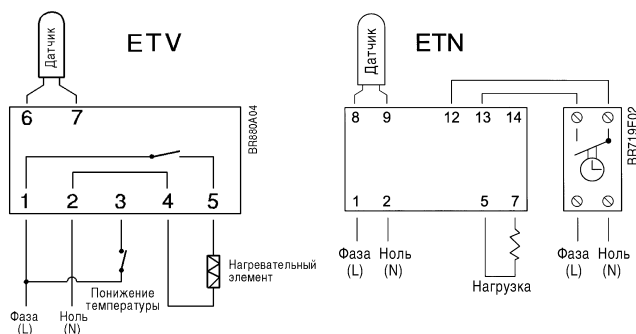 ETV
Датчик
6 7
BR880A04
1 2 3 4 5
Фаза
(L)
Ноль
(N)
Понижение
температуры
Нагревательный
элемент
ETN
Датчик
8 9 12 13 14
BR719E02
1 2 5 7
Фаза
(L)
Ноль
(N)
Нагрузка
Фаза
(L)
Ноль
(N)